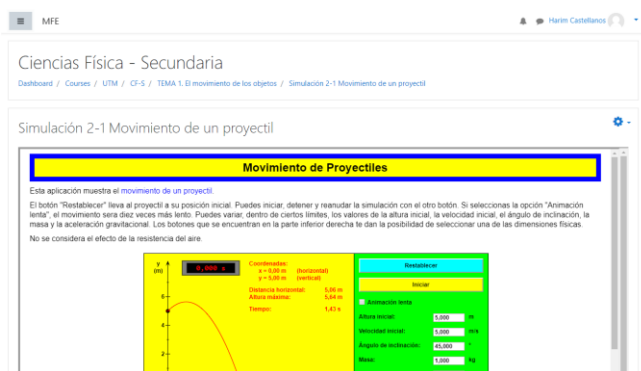 MFE
Harim Castellanos
Ciencias Física - Secundaria
Dashboard / Courses / UTM / CF-S / TEMA 1. El movimiento de los objetos / Simulación 2-1 Movimiento de un proyectil
Simulación 2-1 Movimiento de un proyectil
Movimiento de Proyectiles
Esta aplicación muestra el movimiento de un proyectil.
El botón "Restablecer" lleva al proyectil a su posición inicial. Puedes iniciar, detener y reanudar la simulación con el otro botón. Si seleccionas la opción "Animación
lenta", el movimiento sera diez veces más lento. Puedes variar, dentro de ciertos límites, los valores de la altura inicial, la velocidad inicial, el ángulo de inclinación, la
masa y la aceleración gravitacional. Los botones que se encuentran en la parte inferior derecha te dan la posibilidad de seleccionar una de las dimensiones físicas
No se considera el efecto de la resistencia del aire.
y
(m)
0,000 s
Coordenadas:
x = 0,00 m (horizontal)
y = 5,00 m (vertical)
Distancia horizontal: 5,06 m
Altura máxima: 5,64 m
Tiempo: 1,43 s
6
4
2
Restablecer
Iniciar
Animación lenta
Altura inicial: 5,000 m
Velocidad inicial: 5,000 m/s
Ángulo de inclinación: 45,000 °
Masa: 1,000 kg